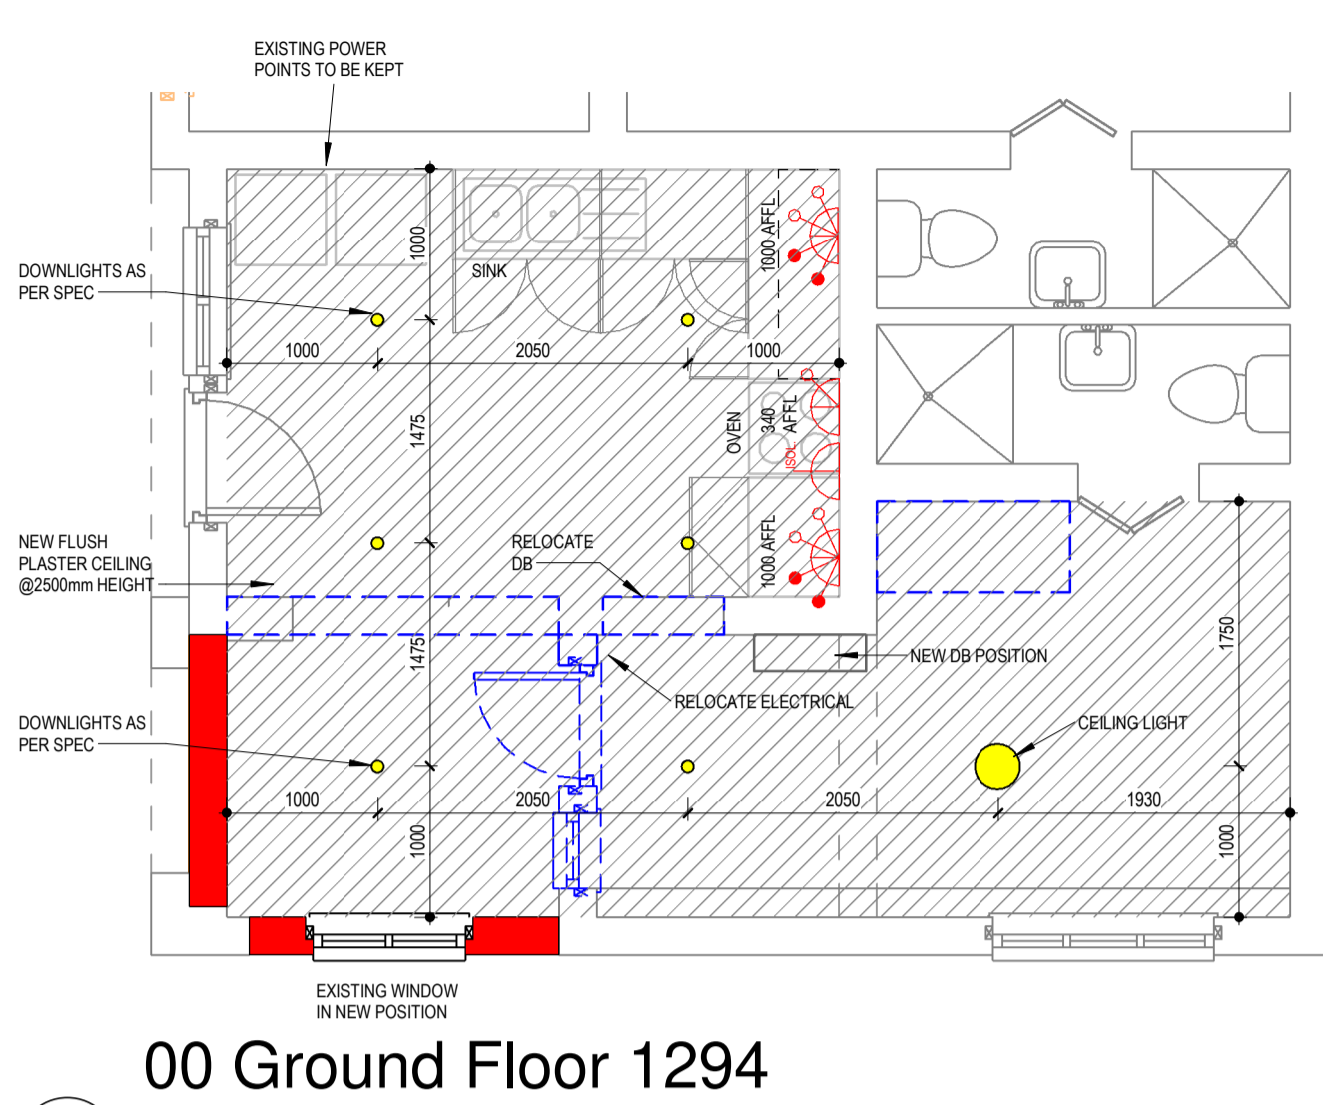 EXISTING POWER
POINTS TO BE KEPT
DOWNLIGHTS AS
PER SPEC
SINK
1000
1000 AFFL
1000
2050
1000
1475
OVEN
340
AFFL
ISOL.
NEW FLUSH
PLASTER CEILING
@2500mm HEIGHT
RELOCATE
DB
1000 AFFL
1475
1750
NEW DB POSITION
RELOCATE ELECTRICAL
DOWNLIGHTS AS
PER SPEC
CEILING LIGHT
1000
2050
2050
1930
1000
1000
EXISTING WINDOW
IN NEW POSITION
00 Ground Floor 1294